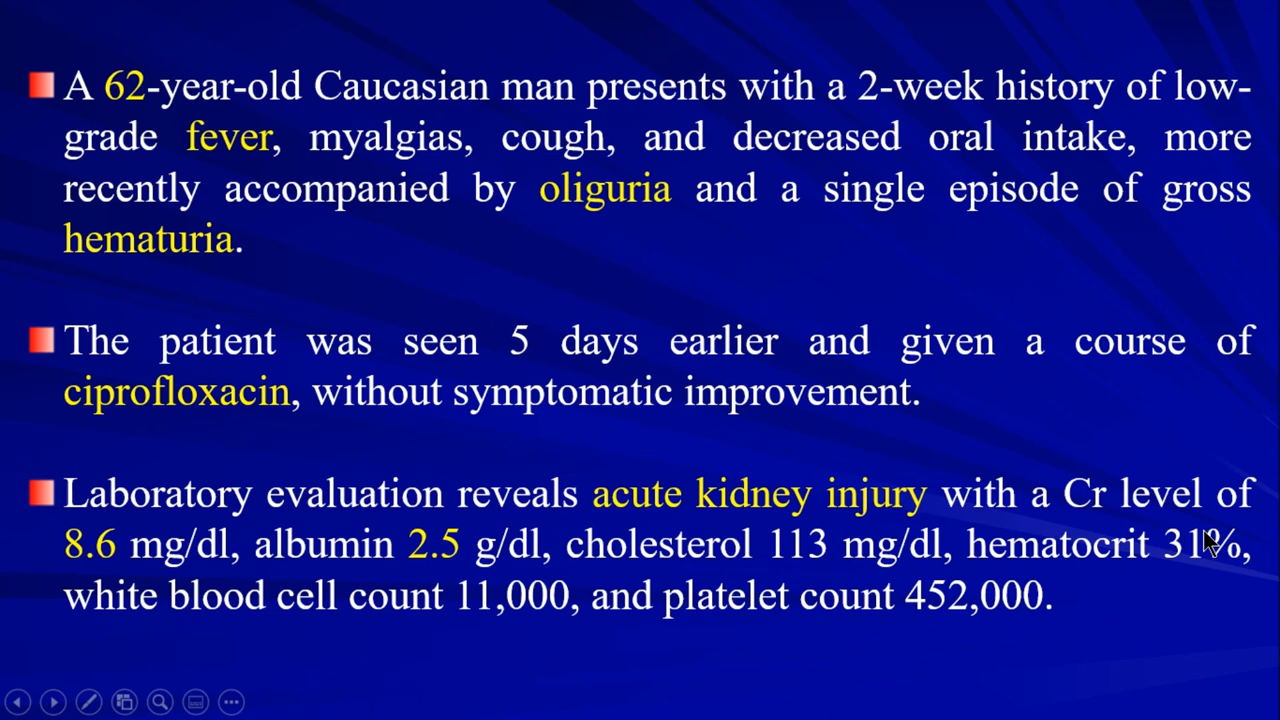 A 62-year-old Caucasian man presents with a 2-week history of low-
grade fever, myalgias, cough, and decreased oral intake, more
recently accompanied by oliguria and a single episode of gross
hematuria.
The patient was seen 5 days earlier and given a course of
ciprofloxacin, without symptomatic improvement.
Laboratory evaluation reveals acute kidney injury with a Cr level of
8.6 mg/dl, albumin 2.5 g/dl, cholesterol 113 mg/dl, hematocrit 31%,
white blood cell count 11,000, and platelet count 452,000.